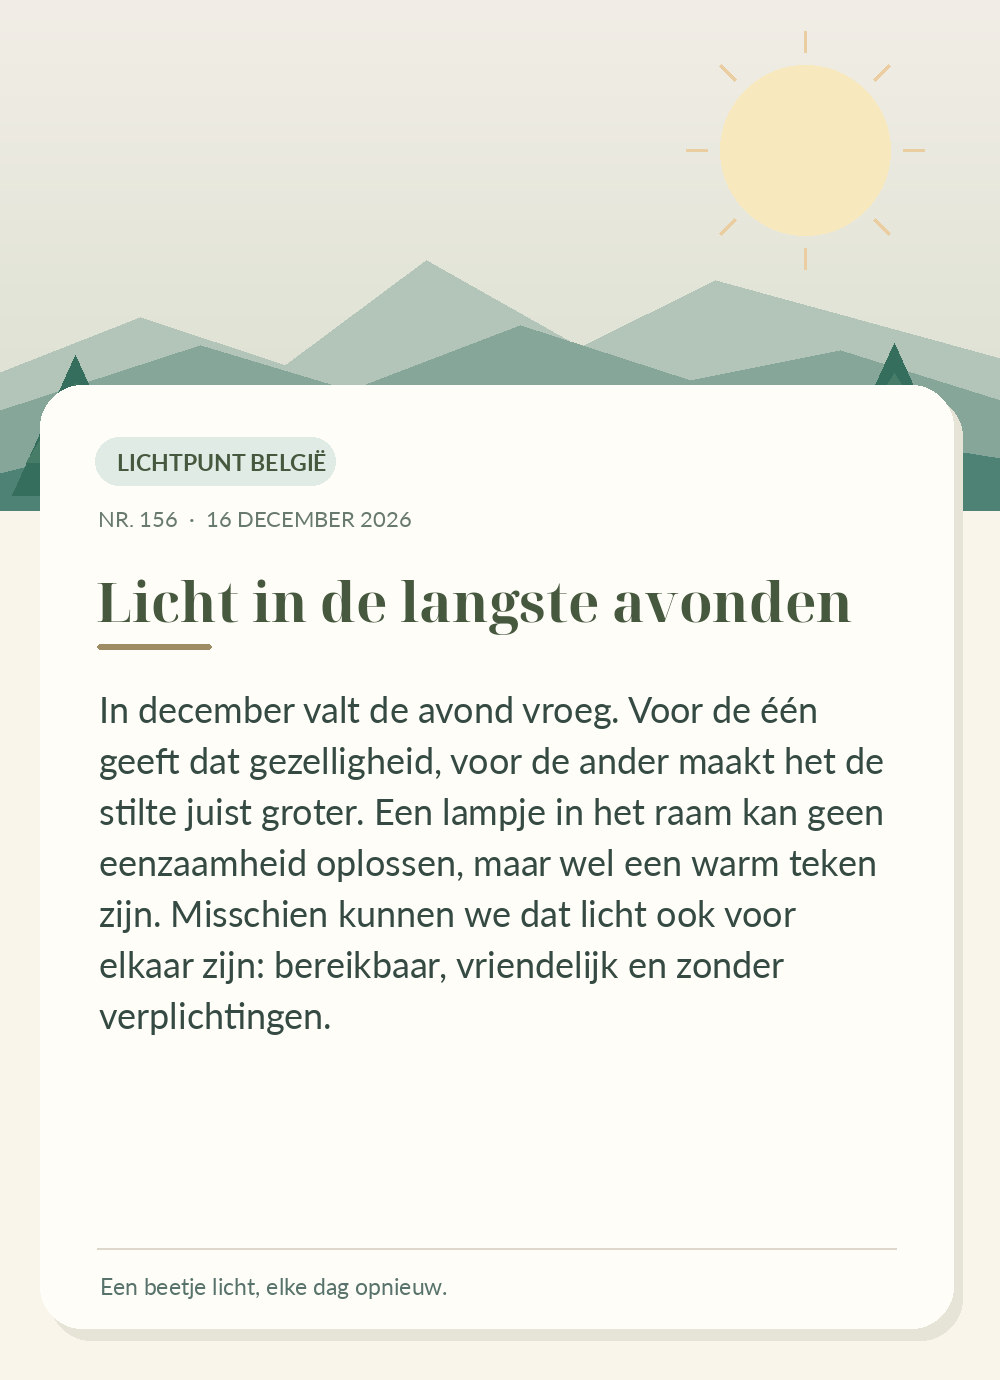 LICHTPUNT BELGIË
NR. 156 · 16 DECEMBER 2026
Licht in de langste avonden
In december valt de avond vroeg. Voor de één
geeft dat gezelligheid, voor de ander maakt het de
stilte juist groter. Een lampje in het raam kan geen
eenzaamheid oplossen, maar wel een warm teken
zijn. Misschien kunnen we dat licht ook voor
elkaar zijn: bereikbaar, vriendelijk en zonder
verplichtingen.
Een beetje licht, elke dag opnieuw.